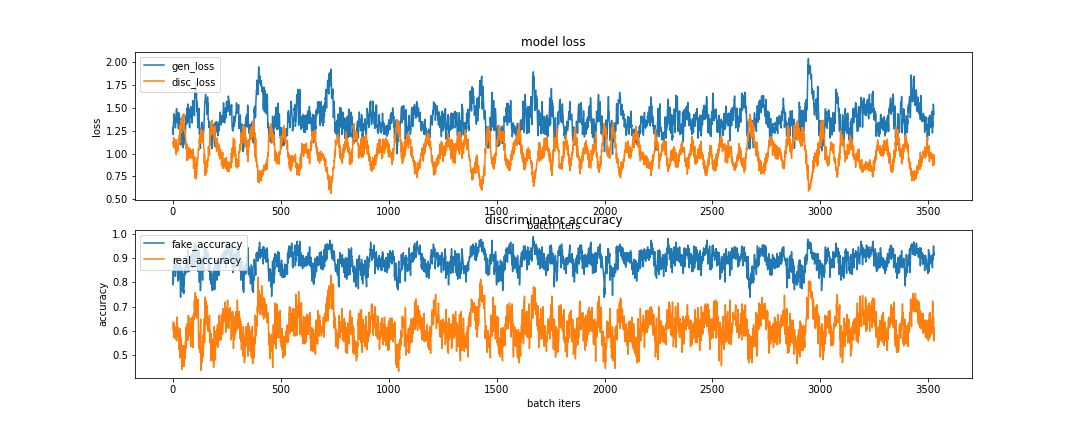 model loss
gen_loss
disc_loss
2.00
1.75
1.50
1.25
1.00
0.75
0.50
loss
0 500 1000 1500 2000 2500 3000 3500
batch iters
discriminator accuracy
fake_accuracy
real_accuracy
1.0
0.9
0.8
0.7
0.6
0.5
accuracy
0 500 1000 1500 2000 2500 3000 3500
batch iters